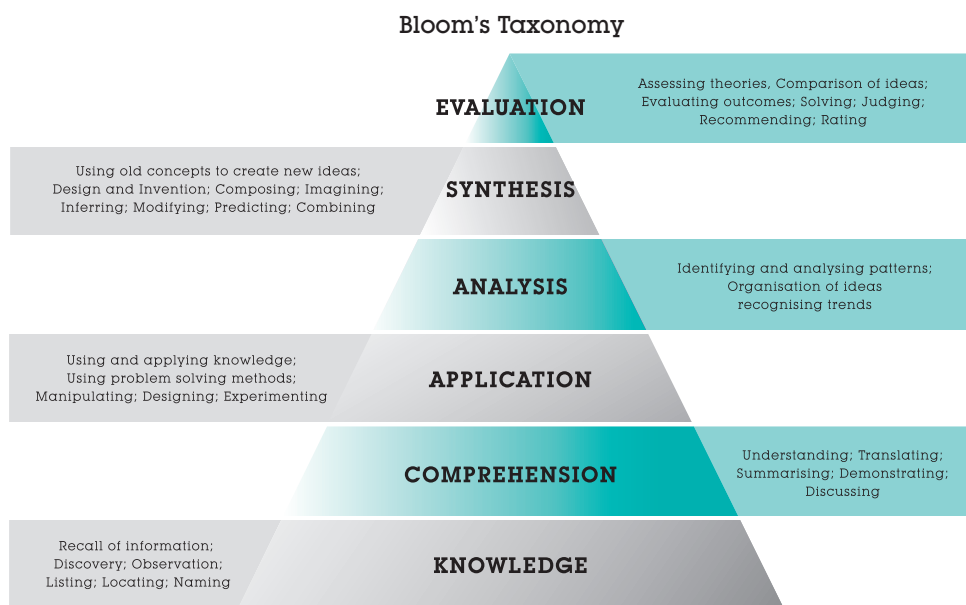 Bloom's Taxonomy
EVALUATION
Assessing theories, Comparison of ideas;
Evaluating outcomes; Solving; Judging;
Recommending; Rating
Using old concepts to create new ideas;
Design and Invention; Composing; Imagining;
Inferring; Modifying; Predicting; Combining
SYNTHESIS
ANALYSIS
Identifying and analysing patterns;
Organisation of ideas
recognising trends
Using and applying knowledge;
Using problem solving methods;
Manipulating; Designing; Experimenting
APPLICATION
COMPREHENSION
Understanding; Translating;
Summarising; Demonstrating;
Discussing
Recall of information;
Discovery; Observation;
Listing; Locating; Naming
KNOWLEDGE